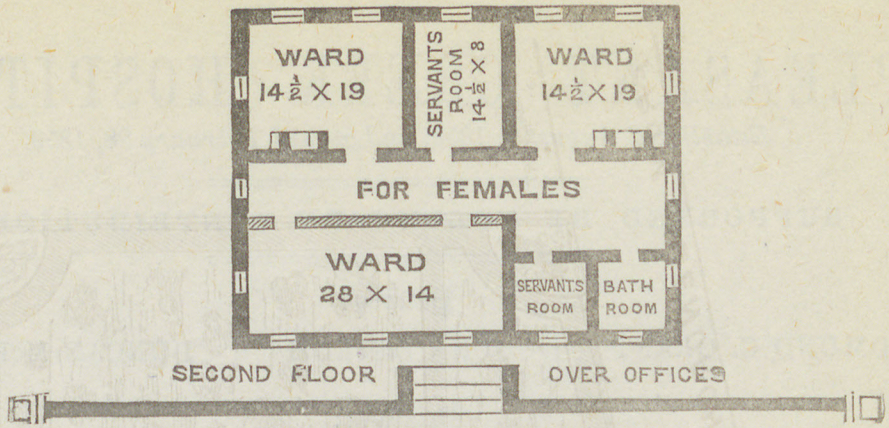 WARD
14½ X 19
SERVANTS
ROOM
14½ X 8
WARD
14½ X 19
FOR FEMALES
WARD
28 X 14
SERVANTS
ROOM
BATH
ROOM
SECOND FLOOR
OVER OFFICES